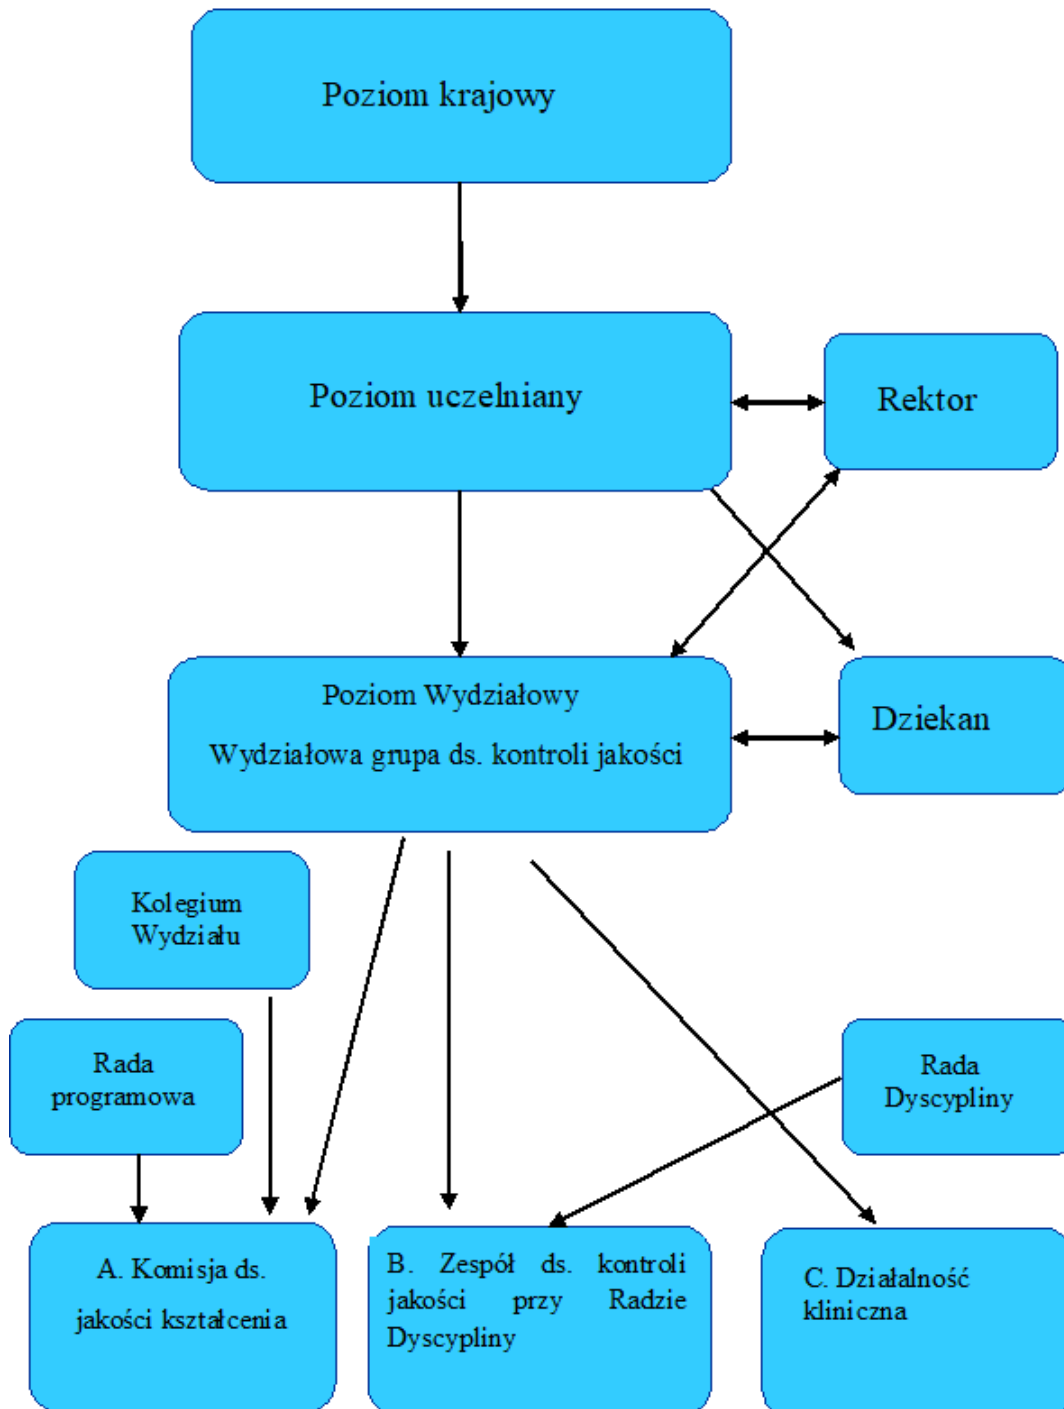 Poziom krajowy
Poziom uczelniany
Rektor
Poziom Wydziałowy
Wydziałowa grupa ds. kontroli jakości
Dziekan
Kolegium
Wydziału
Rada
programowa
Rada
Dyscypliny
A. Komisja ds.
jakości kształcenia
B. Zespół ds. kontroli
jakości przy Radzie
Dyscypliny
C. Działalność
kliniczna